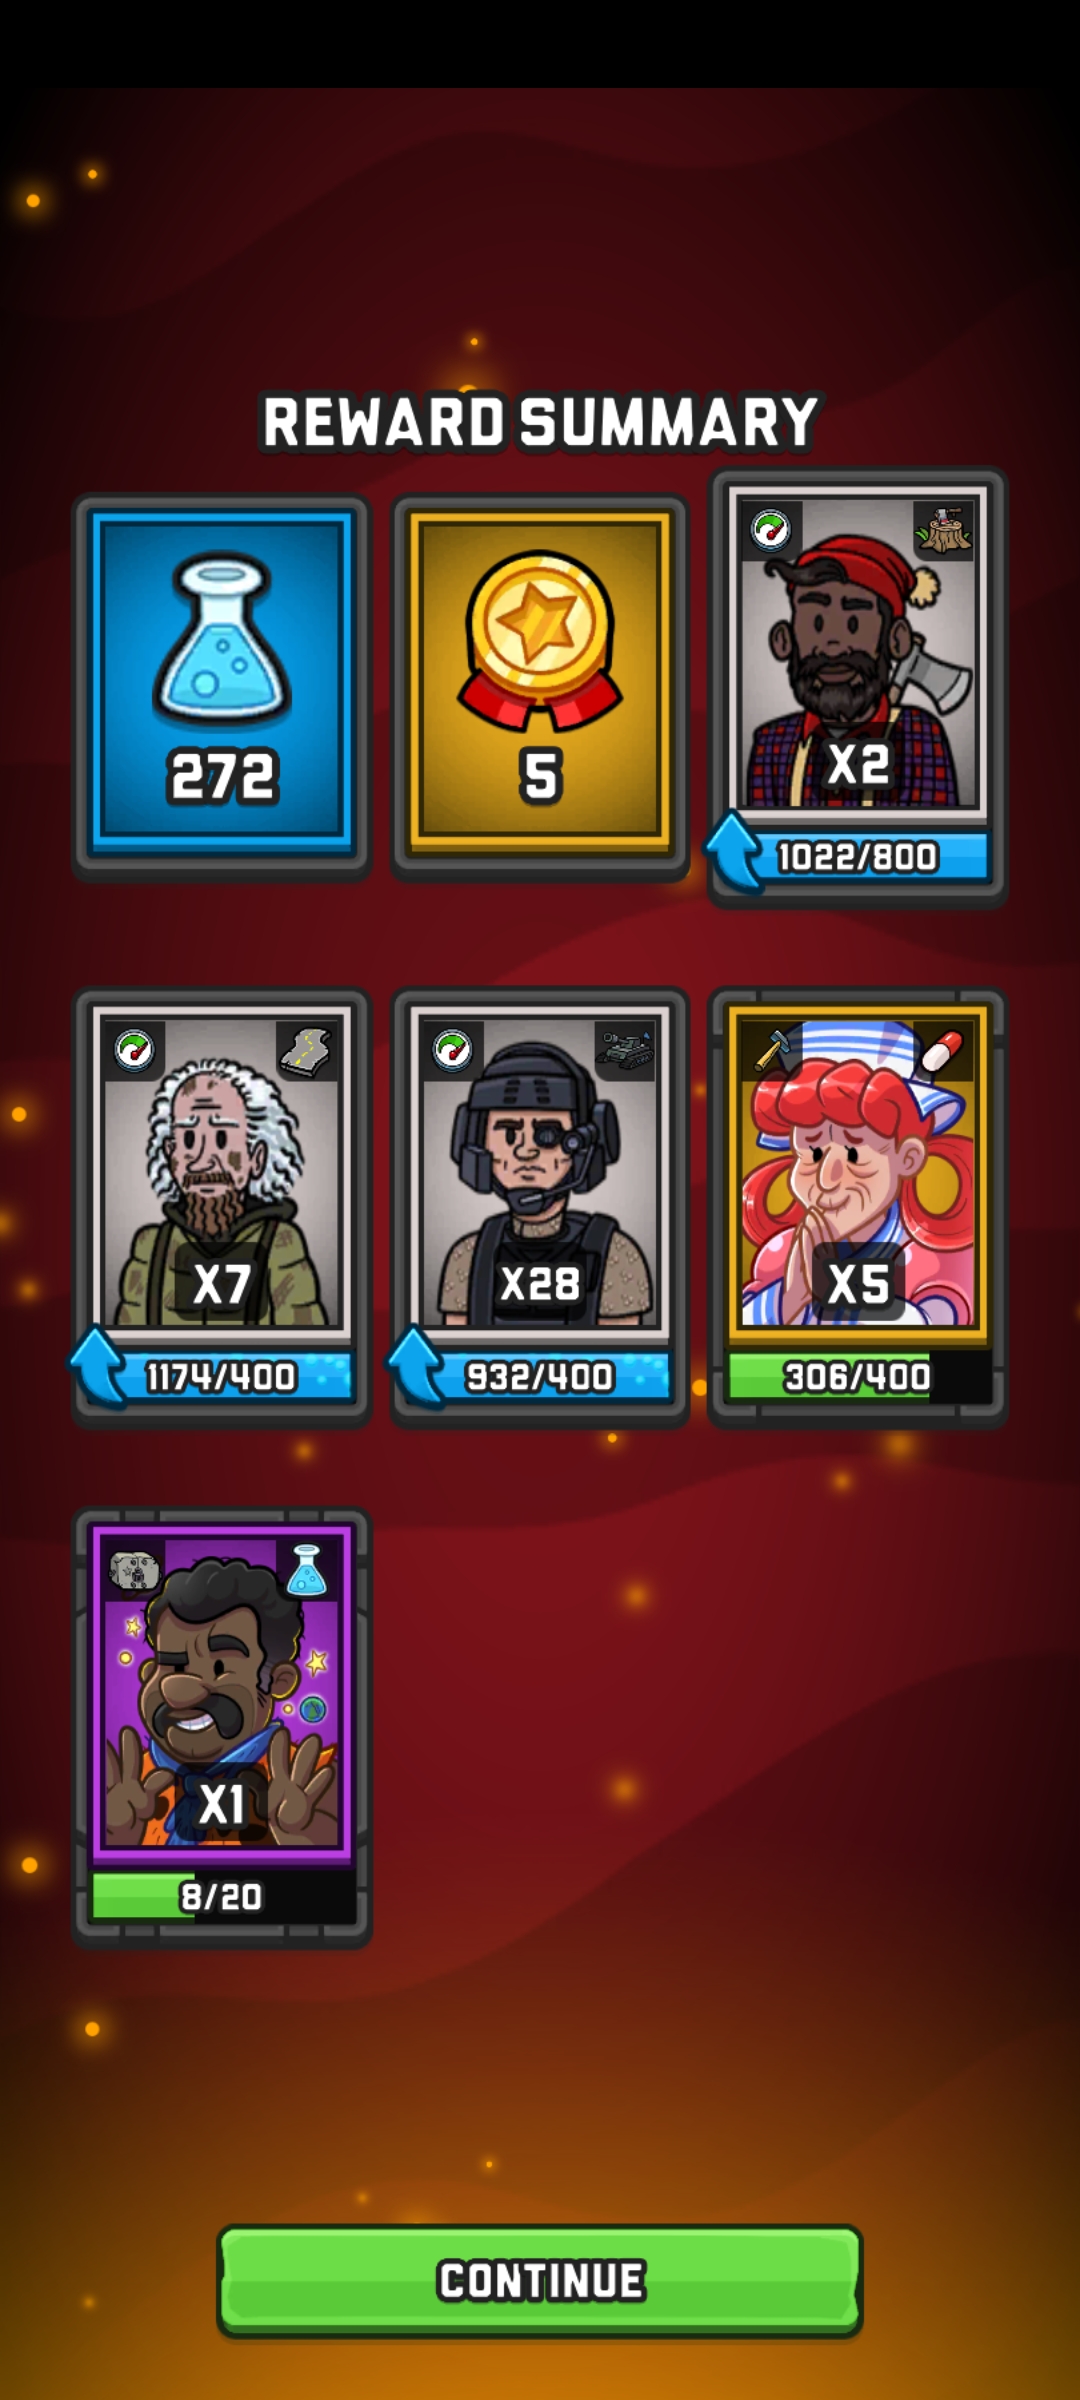 REWARD SUMMARY
272
5
X2
1022/800
X7
1174/400
X28
932/400
X5
306/400
X1
8/20
CONTINUE